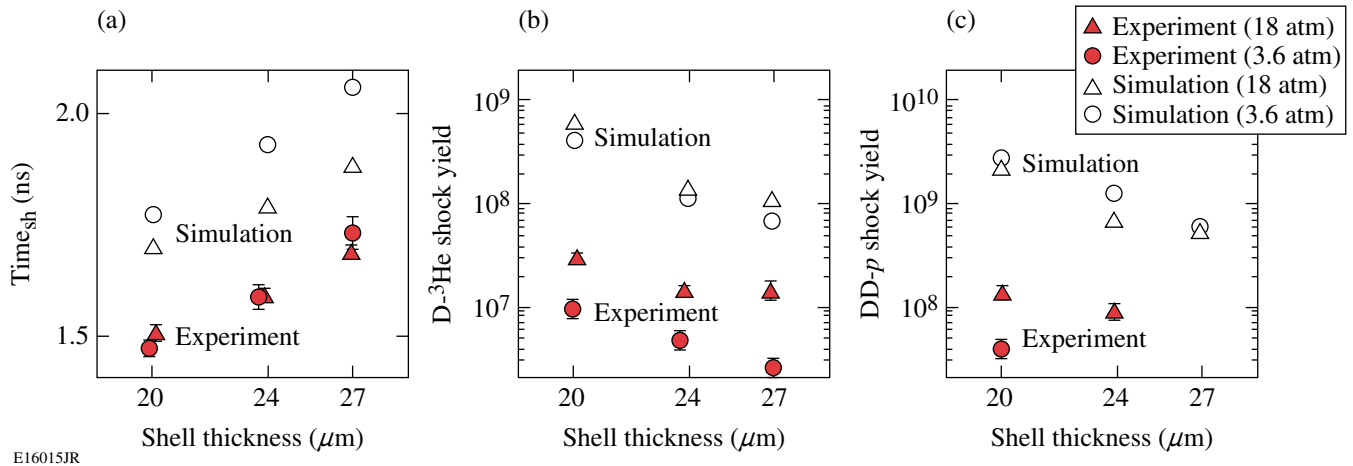 (a)
(b)
(c)
Experiment (18 atm)
Experiment (3.6 atm)
Simulation (18 atm)
Simulation (3.6 atm)
2.0
1.5
Time_sh (ns)
Simulation
Experiment
20
24
27
Shell thickness (μm)
10⁹
10⁸
10⁷
D-³He shock yield
Simulation
Experiment
20
24
27
Shell thickness (μm)
10¹⁰
10⁹
10⁸
DD-p shock yield
Simulation
Experiment
20
24
27
Shell thickness (μm)
E16015JR